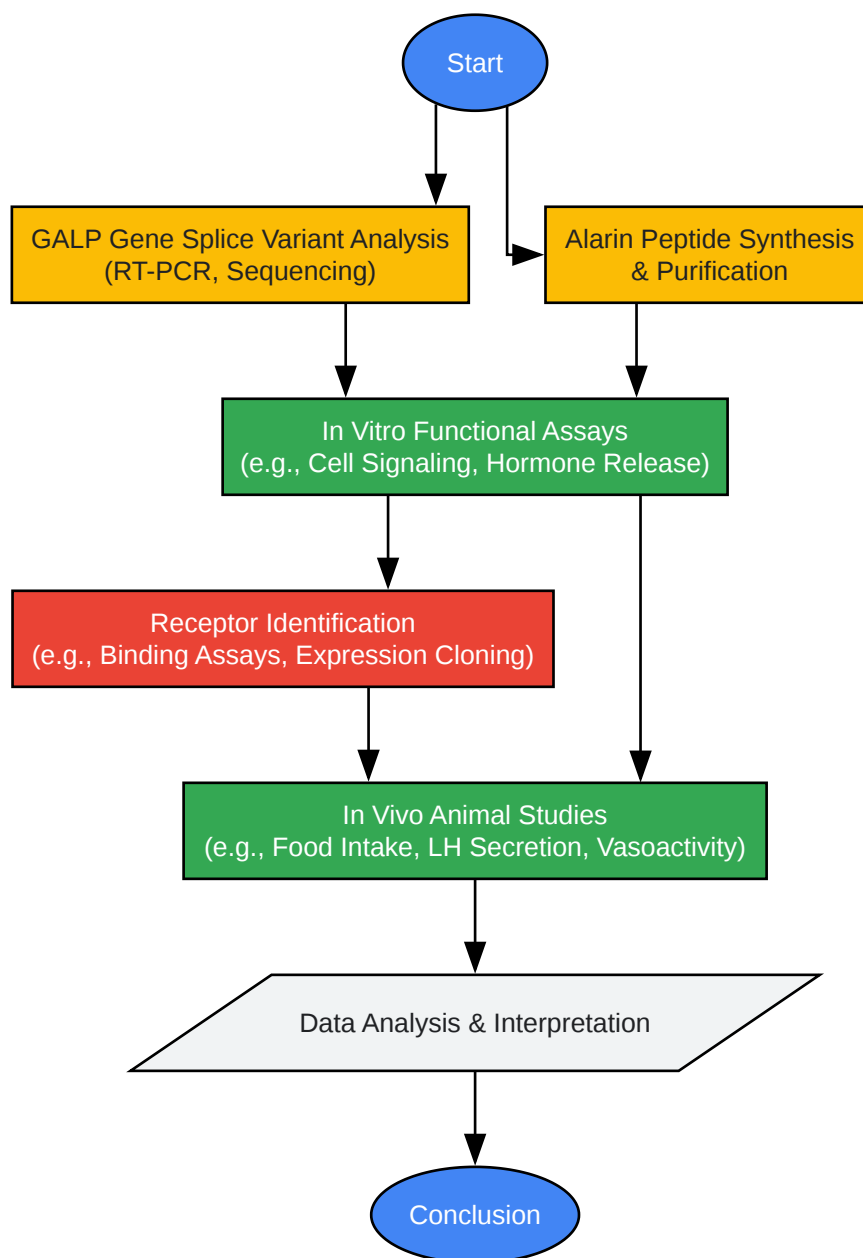 Start
GALP Gene Splice Variant Analysis
(RT-PCR, Sequencing)
Alarin Peptide Synthesis
& Purification
In Vitro Functional Assays
(e.g., Cell Signaling, Hormone Release)
Receptor Identification
(e.g., Binding Assays, Expression Cloning)
In Vivo Animal Studies
(e.g., Food Intake, LH Secretion, Vasoactivity)
Data Analysis & Interpretation
Conclusion